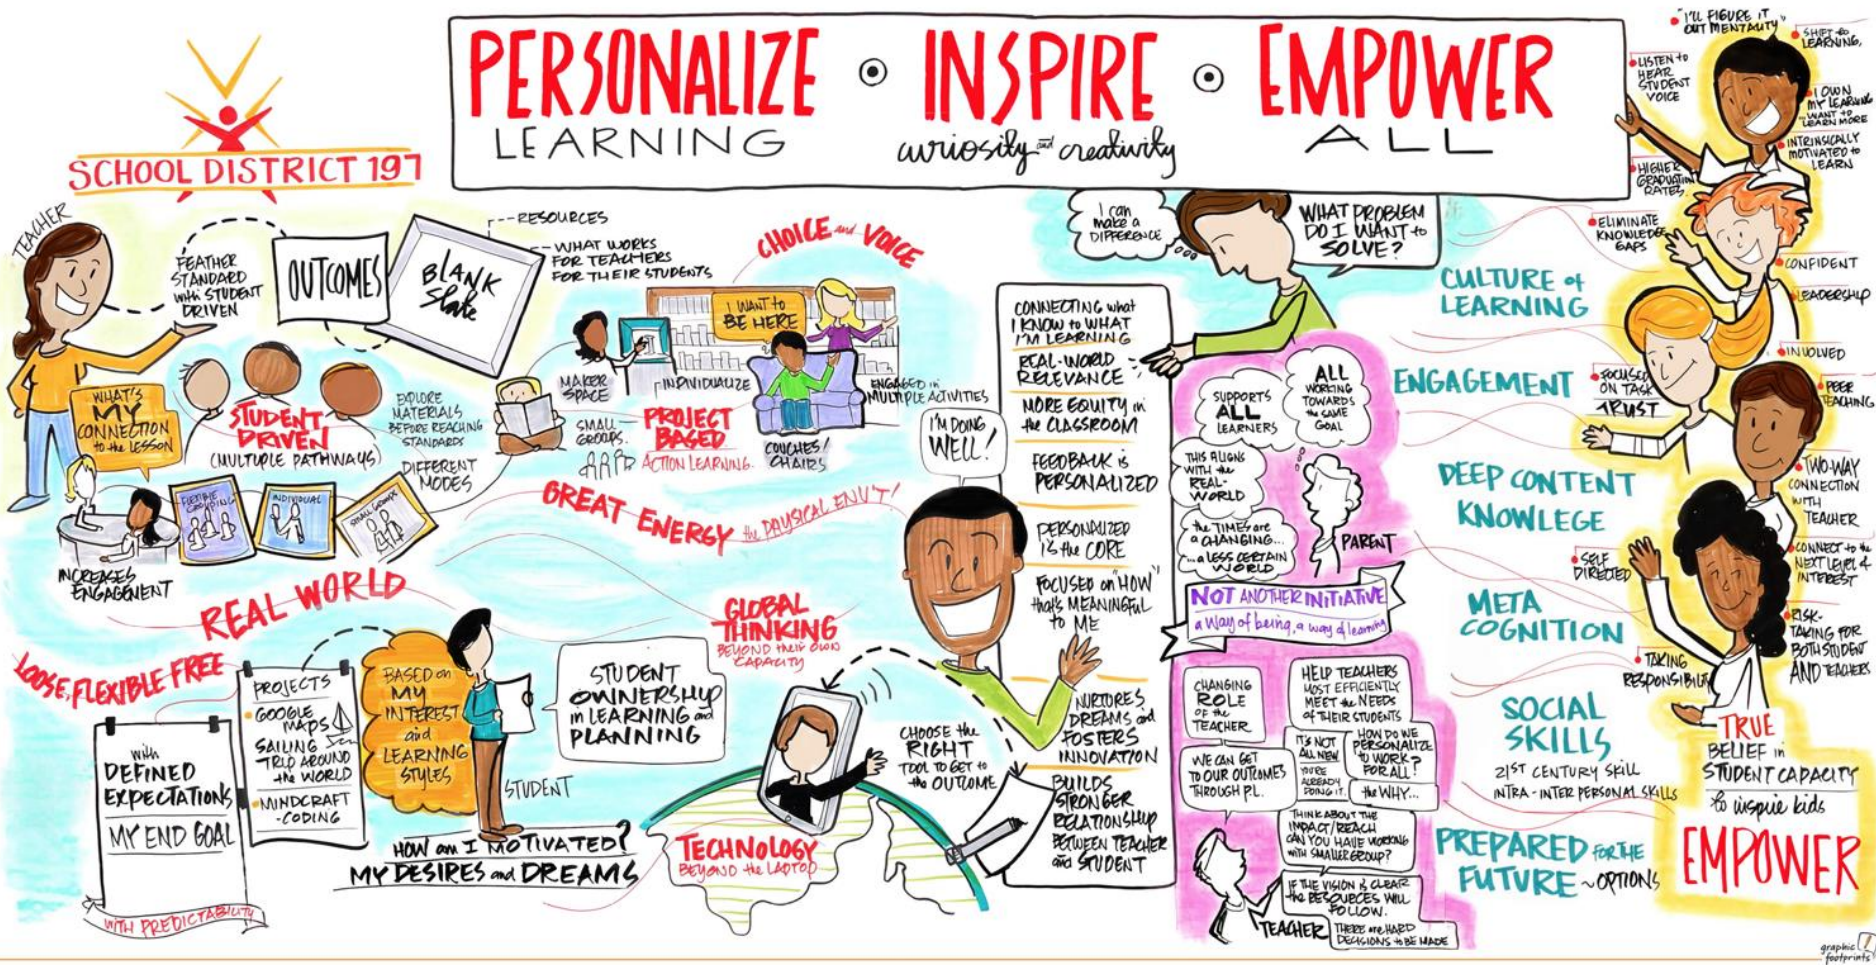 PERSONALIZE • INSPIRE • EMPOWER
LEARNING
curiosity and creativity
ALL
SCHOOL DISTRICT 197
TEACHER
FEATHER
STANDARD
with STUDENT
DRIVEN
OUTCOMES
BLANK
Slate
RESOURCES
WHAT WORKS
FOR TEACHERS
FOR THEIR STUDENTS
WHAT'S
MY
CONNECTION
to the LESSON
STUDENT
DRIVEN
(MULTIPLE PATHWAYS)
EXPLORE
MATERIALS
BEFORE REACHING
STANDARDS
DIFFERENT
MODES
FLEXIBLE
GROUPING
INDIVIDUAL
SMALL GROUPS
INCREASES
ENGAGEMENT
CHOICE and VOICE
I WANT to
BE HERE
MAKER
SPACE
INDIVIDUALIZE
ENGAGED in
MULTIPLE ACTIVITIES
SMALL
GROUPS.
PROJECT
BASED
ACTION LEARNING.
COUCHES/
CHAIRS
GREAT ENERGY the PHYSICAL ENV'T!
REAL WORLD
LOOSE, FLEXIBLE FREE
with
DEFINED
EXPECTATIONS
MY END GOAL
WITH PREDICTABILITY
PROJECTS
GOOGLE
MAPS
SAILING
TRIP AROUND
the WORLD
MINDCRAFT
-CODING
BASED on
MY
INTEREST
and
LEARNING
STYLES
STUDENT
STUDENT
OWNERSHIP
in LEARNING and
PLANNING
HOW am I MOTIVATED?
MY DESIRES and DREAMS
GLOBAL
THINKING
BEYOND their OWN
CAPACITY
TECHNOLOGY
BEYOND the LAPTOP
CHOOSE the
RIGHT
TOOL TO GET to
the OUTCOME
I'M DOING
WELL!
I can
make a
DIFFERENCE
WHAT PROBLEM
DO I WANT to
SOLVE?
CONNECTING what
I KNOW to WHAT
I'M LEARNING
REAL-WORLD
RELEVANCE
MORE EQUITY in
the CLASSROOM
FEEDBACK is
PERSONALIZED
PERSONALIZED
IS the CORE
FOCUSED on "HOW"
that's MEANINGFUL
to ME
NURTURES
DREAMS and
FOSTERS
INNOVATION
BUILDS
STRONGER
RELATIONSHIP
BETWEEN TEACHER
and STUDENT
SUPPORTS
ALL
LEARNERS
ALL
WORKING
TOWARDS
the SAME
GOAL
THIS ALIGNS
WITH the
REAL-
WORLD
the TIMES are
a CHANGING...
...a LESS CERTAIN
WORLD
PARENT
NOT ANOTHER INITIATIVE
a way of being, a way of learning
CHANGING
ROLE
OF the
TEACHER
HELP TEACHERS
MOST EFFICIENTLY
MEET the NEEDS
of THEIR STUDENTS
WE CAN GET
TO OUR OUTCOMES
THROUGH P.L.
IT'S NOT
ALL NEW
YOU'RE
ALREADY
DOING IT.
HOW DO WE
PERSONALIZE
to WORK?
FOR ALL?
the WHY...
THINK ABOUT THE
IMPACT/REACH
CAN YOU HAVE WORKING
with SMALLER GROUP?
IF THE VISION is CLEAR
the RESOURCES WILL
FOLLOW.
TEACHER
THERE are HARD
DECISIONS to BE MADE
CULTURE of
LEARNING
ENGAGEMENT
DEEP CONTENT
KNOWLEGE
META
COGNITION
SOCIAL
SKILLS
21ST CENTURY SKILL
INTRA - INTER PERSONAL SKILLS
PREPARED FOR THE
FUTURE ~OPTIONS
"I'LL FIGURE IT
OUT MENTALITY"
SHIFT to
LEARNING,
LISTEN to
HEAR
STUDENT
VOICE
I OWN
MY LEARNING
WANT TO
LEARN MORE
INTRINSICALLY
MOTIVATED to
LEARN
HIGHER
GRADUATION
RATES
ELIMINATE
KNOWLEDGE
GAPS
CONFIDENT
LEADERSHIP
INVOLVED
FOCUSED
ON TASK
TRUST
PEER
TEACHING
TWO-WAY
CONNECTION
WITH
TEACHER
SELF
DIRECTED
CONNECT to the
NEXT LEVEL of
INTEREST
RISK-
TAKING FOR
BOTH STUDENT
AND TEACHERS
TAKING
RESPONSIBILITY
TRUE
BELIEF in
STUDENT CAPACITY
to inspire kids
EMPOWER
graphic
footprints